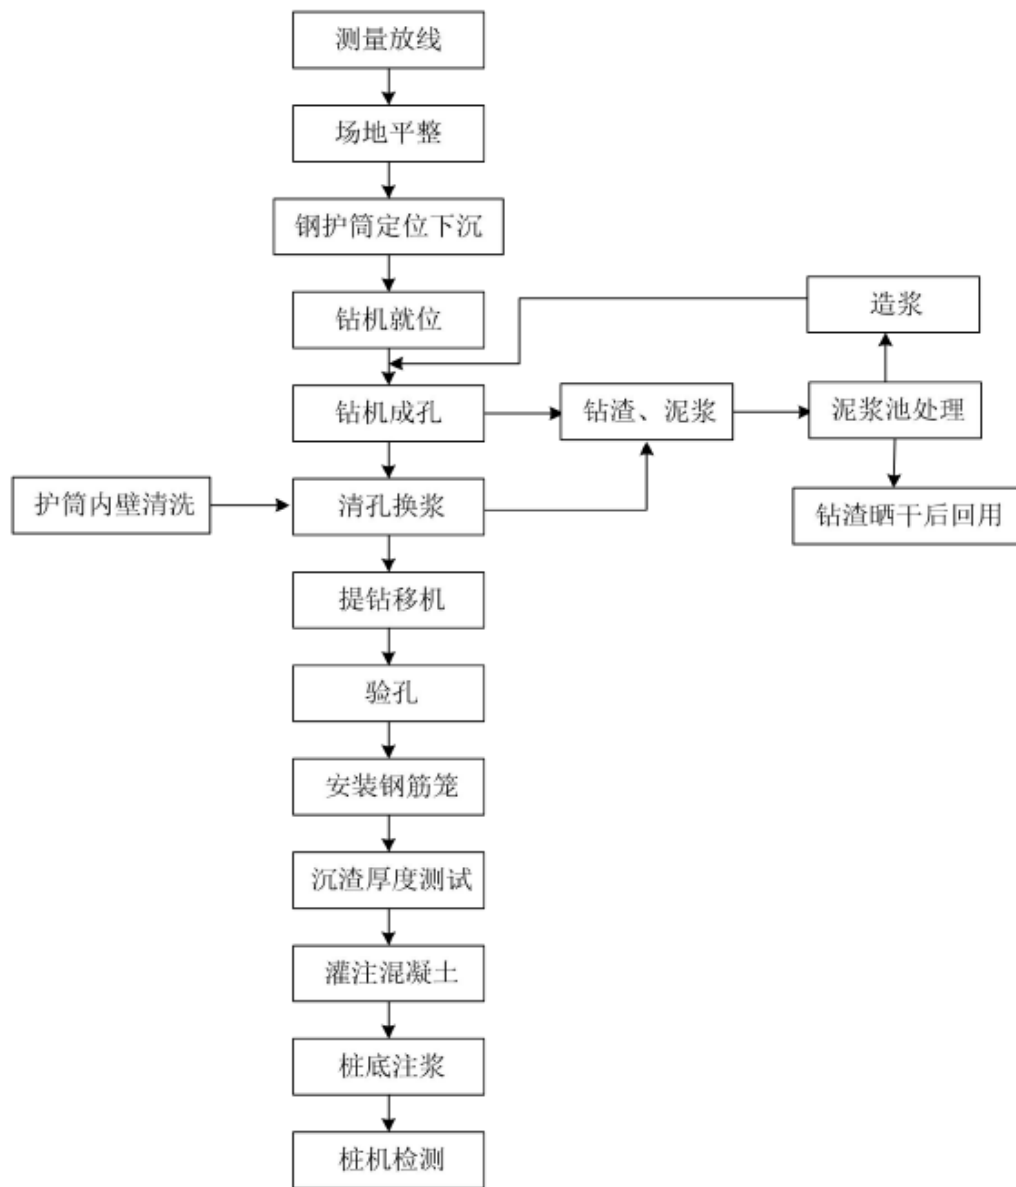 测量放线
场地平整
钢护筒定位下沉
钻机就位
造浆
钻机成孔
钻渣、泥浆
泥浆池处理
护筒内壁清洗
清孔换浆
钻渣晒干后回用
提钻移机
验孔
安装钢筋笼
沉渣厚度测试
灌注混凝土
桩底注浆
桩机检测